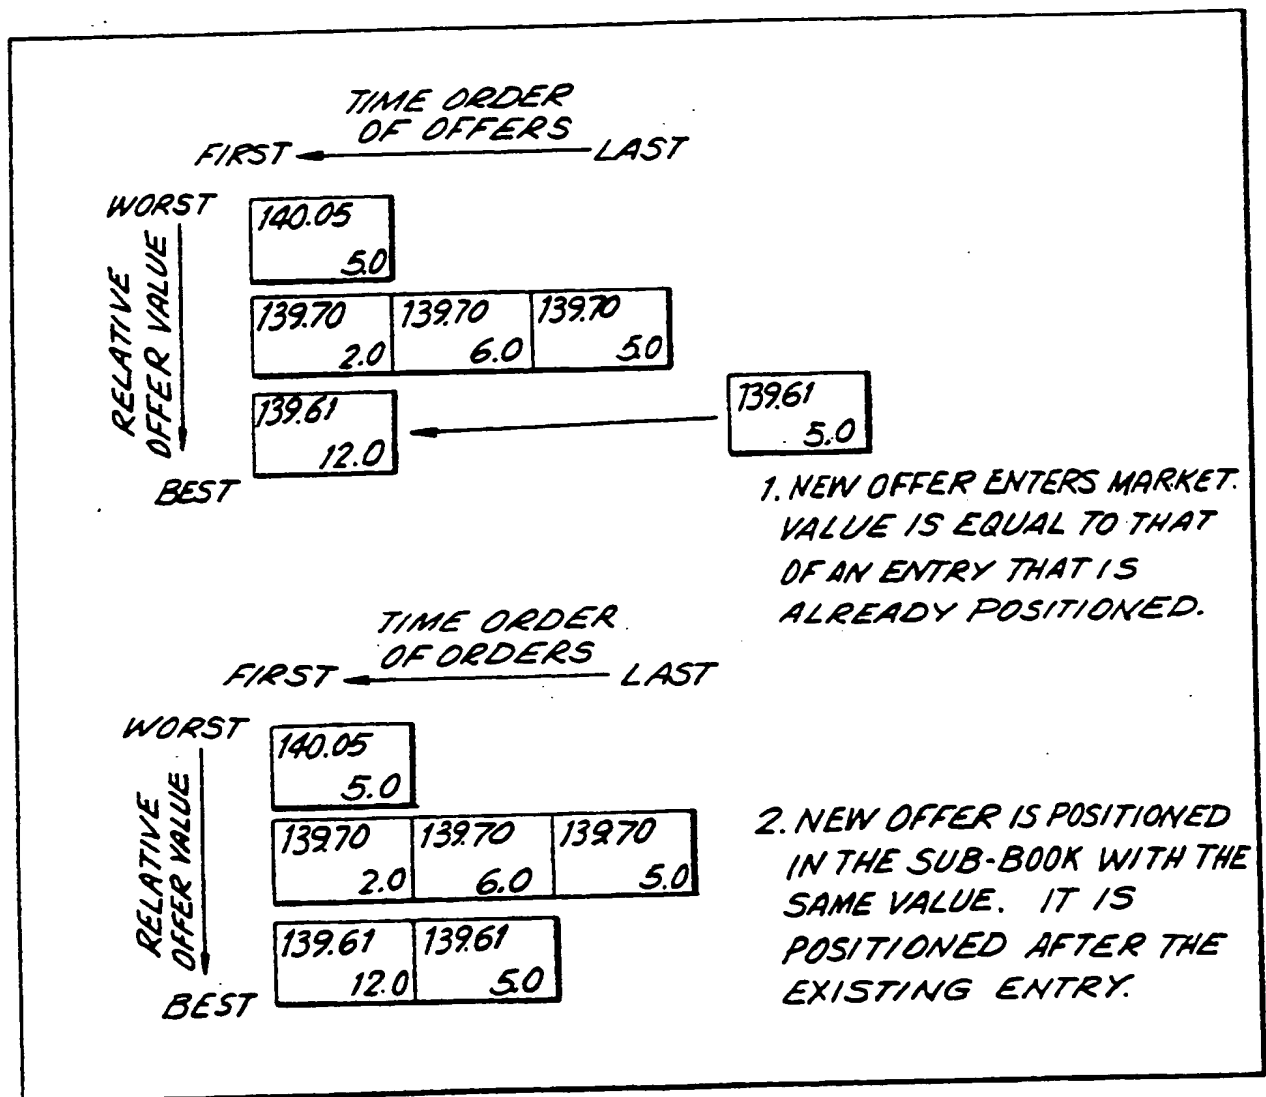 TIME ORDER
OF OFFERS
FIRST LAST
WORST
RELATIVE
OFFER VALUE
BEST
140.05
5.0
139.70 139.70 139.70
2.0 6.0 5.0
139.61 139.61
12.0 5.0
1. NEW OFFER ENTERS MARKET.
VALUE IS EQUAL TO THAT
OF AN ENTRY THAT IS
ALREADY POSITIONED.
TIME ORDER
OF ORDERS
FIRST LAST
WORST
RELATIVE
OFFER VALUE
BEST
140.05
5.0
139.70 139.70 139.70
2.0 6.0 5.0
139.61 139.61
12.0 5.0
2. NEW OFFER IS POSITIONED
IN THE SUB-BOOK WITH THE
SAME VALUE. IT IS
POSITIONED AFTER THE
EXISTING ENTRY.